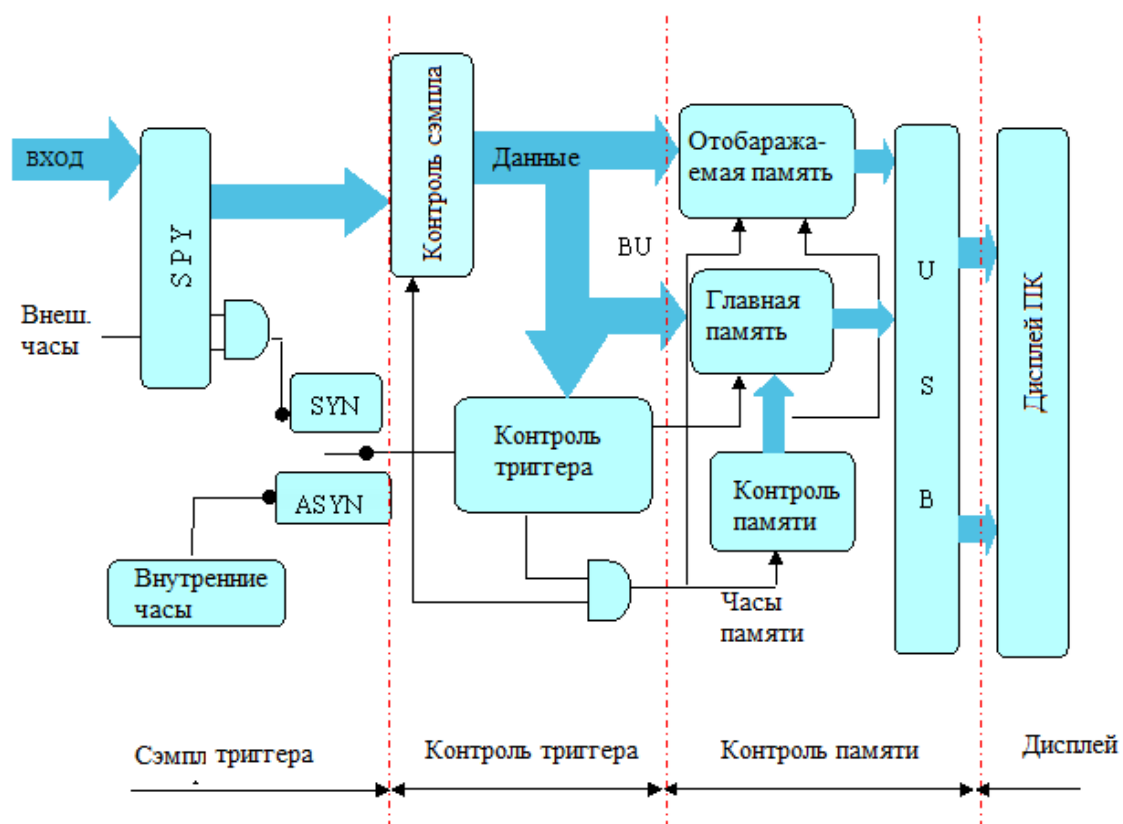 ВХОД
S P Y
Внеш.
часы
SYN
ASYN
Внутренние
часы
Контроль сэмпла
Данные
BU
Контроль
триггера
Отобаража-
емая память
Главная
память
Контроль
памяти
Часы
памяти
U
S
B
Дисплей ПК
Сэмпл триггера
Контроль триггера
Контроль памяти
Дисплей